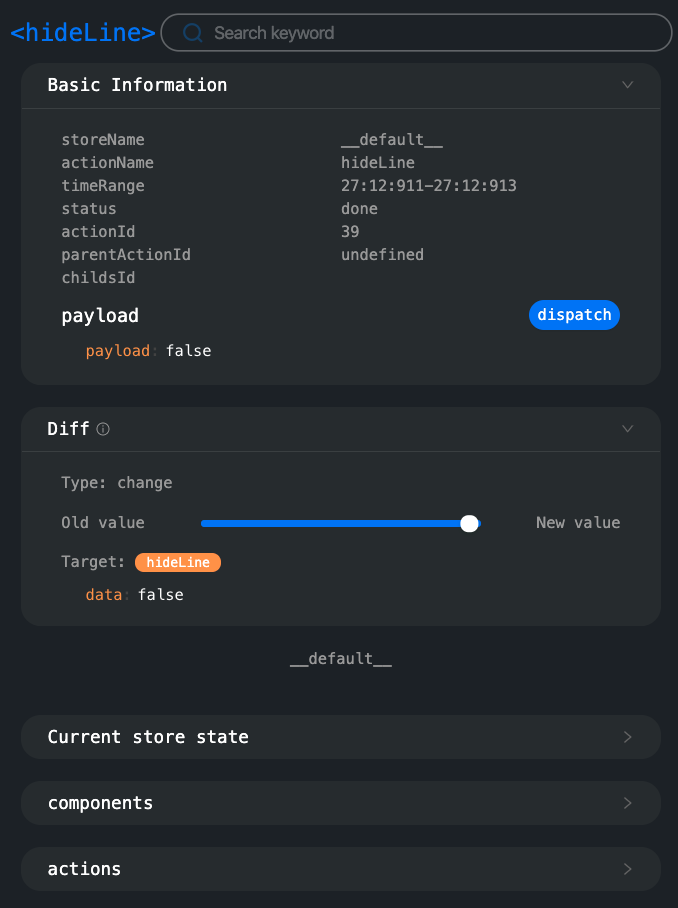 <hideLine> Search keyword
Basic Information
storeName __default__
actionName hideLine
timeRange 27:12:911-27:12:913
status done
actionId 39
parentActionId undefined
childsId
payload dispatch
payload: false
Diff
Type: change
Old value New value
Target: hideLine
data: false
__default__
Current store state
components
actions